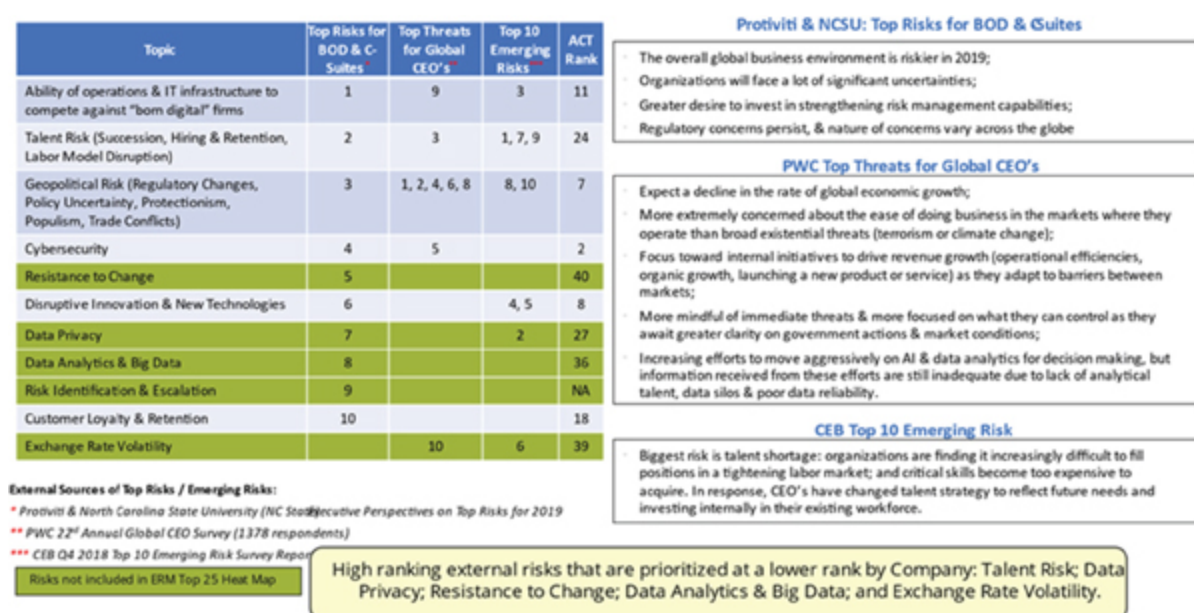 Topic
Top Risks for
BOD & C-
Suites*
Top Threats
for Global
CEO's**
Top 10
Emerging
Risks***
ACT
Rank
Ability of operations & IT infrastructure to
compete against "born digital" firms
1 9 3 11
Talent Risk (Succession, Hiring & Retention,
Labor Model Disruption)
2 3 1, 7, 9 24
Geopolitical Risk (Regulatory Changes,
Policy Uncertainty, Protectionism,
Populism, Trade Conflicts)
3 1, 2, 4, 6, 8 8, 10 7
Cybersecurity 4 5 2
Resistance to Change 5 40
Disruptive Innovation & New Technologies 6 4, 5 8
Data Privacy 7 2 27
Data Analytics & Big Data 8 36
Risk Identification & Escalation 9 NA
Customer Loyalty & Retention 10 18
Exchange Rate Volatility 10 6 39
External Sources of Top Risks / Emerging Risks:
* Protiviti & North Carolina State University (NC State) Executive Perspectives on Top Risks for 2019
** PWC 22nd Annual Global CEO Survey (1378 respondents)
*** CEB Q4 2018 Top 10 Emerging Risk Survey Repor
Risks not included in ERM Top 25 Heat Map
Protiviti & NCSU: Top Risks for BOD & CSuites
The overall global business environment is riskier in 2019;
Organizations will face a lot of significant uncertainties;
Greater desire to invest in strengthening risk management capabilities;
Regulatory concerns persist, & nature of concerns vary across the globe
PWC Top Threats for Global CEO's
Expect a decline in the rate of global economic growth;
More extremely concerned about the ease of doing business in the markets where they
operate than broad existential threats (terrorism or climate change);
Focus toward internal initiatives to drive revenue growth (operational efficiencies,
organic growth, launching a new product or service) as they adapt to barriers between
markets;
More mindful of immediate threats & more focused on what they can control as they
await greater clarity on government actions & market conditions;
Increasing efforts to move aggressively on AI & data analytics for decision making, but
information received from these efforts are still inadequate due to lack of analytical
talent, data silos & poor data reliability.
CEB Top 10 Emerging Risk
Biggest risk is talent shortage: organizations are finding it increasingly difficult to fill
positions in a tightening labor market; and critical skills become too expensive to
acquire. In response, CEO's have changed talent strategy to reflect future needs and
investing internally in their existing workforce.
High ranking external risks that are prioritized at a lower rank by Company: Talent Risk; Data
Privacy; Resistance to Change; Data Analytics & Big Data; and Exchange Rate Volatility.